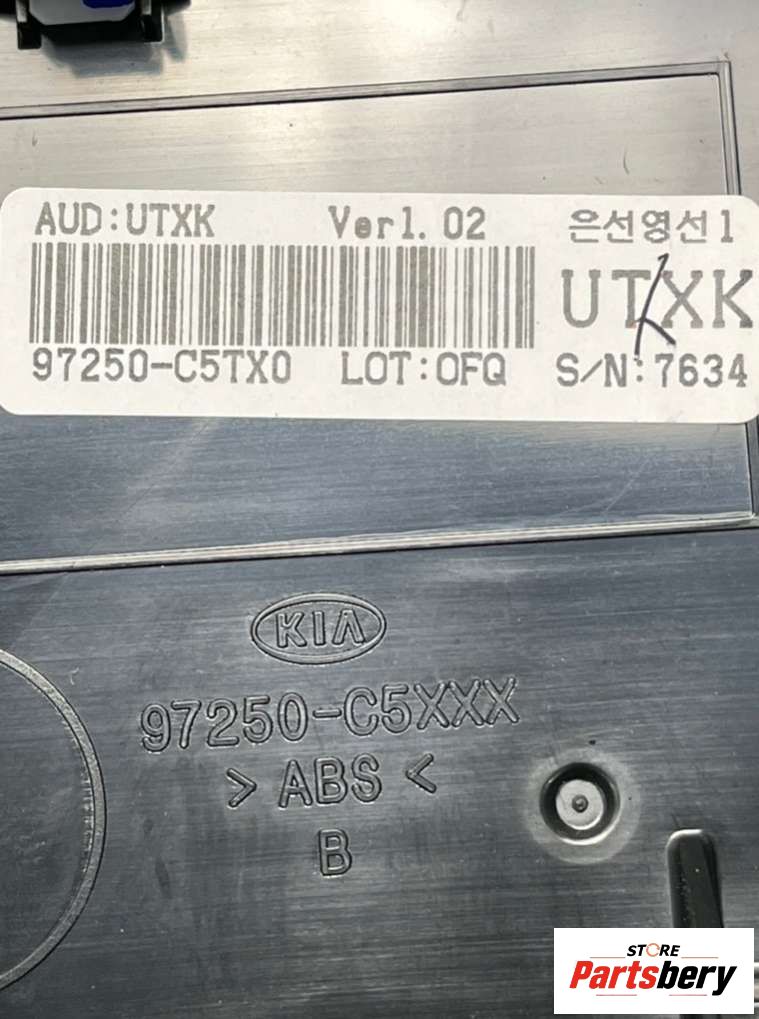 AUD:UTXK Ver1.02 은선영선1
UTXK
97250-C5TX0 LOT:0FQ S/N:7634
KIA
97250-C5XXX
>ABS<
B
STORE
Partsbery